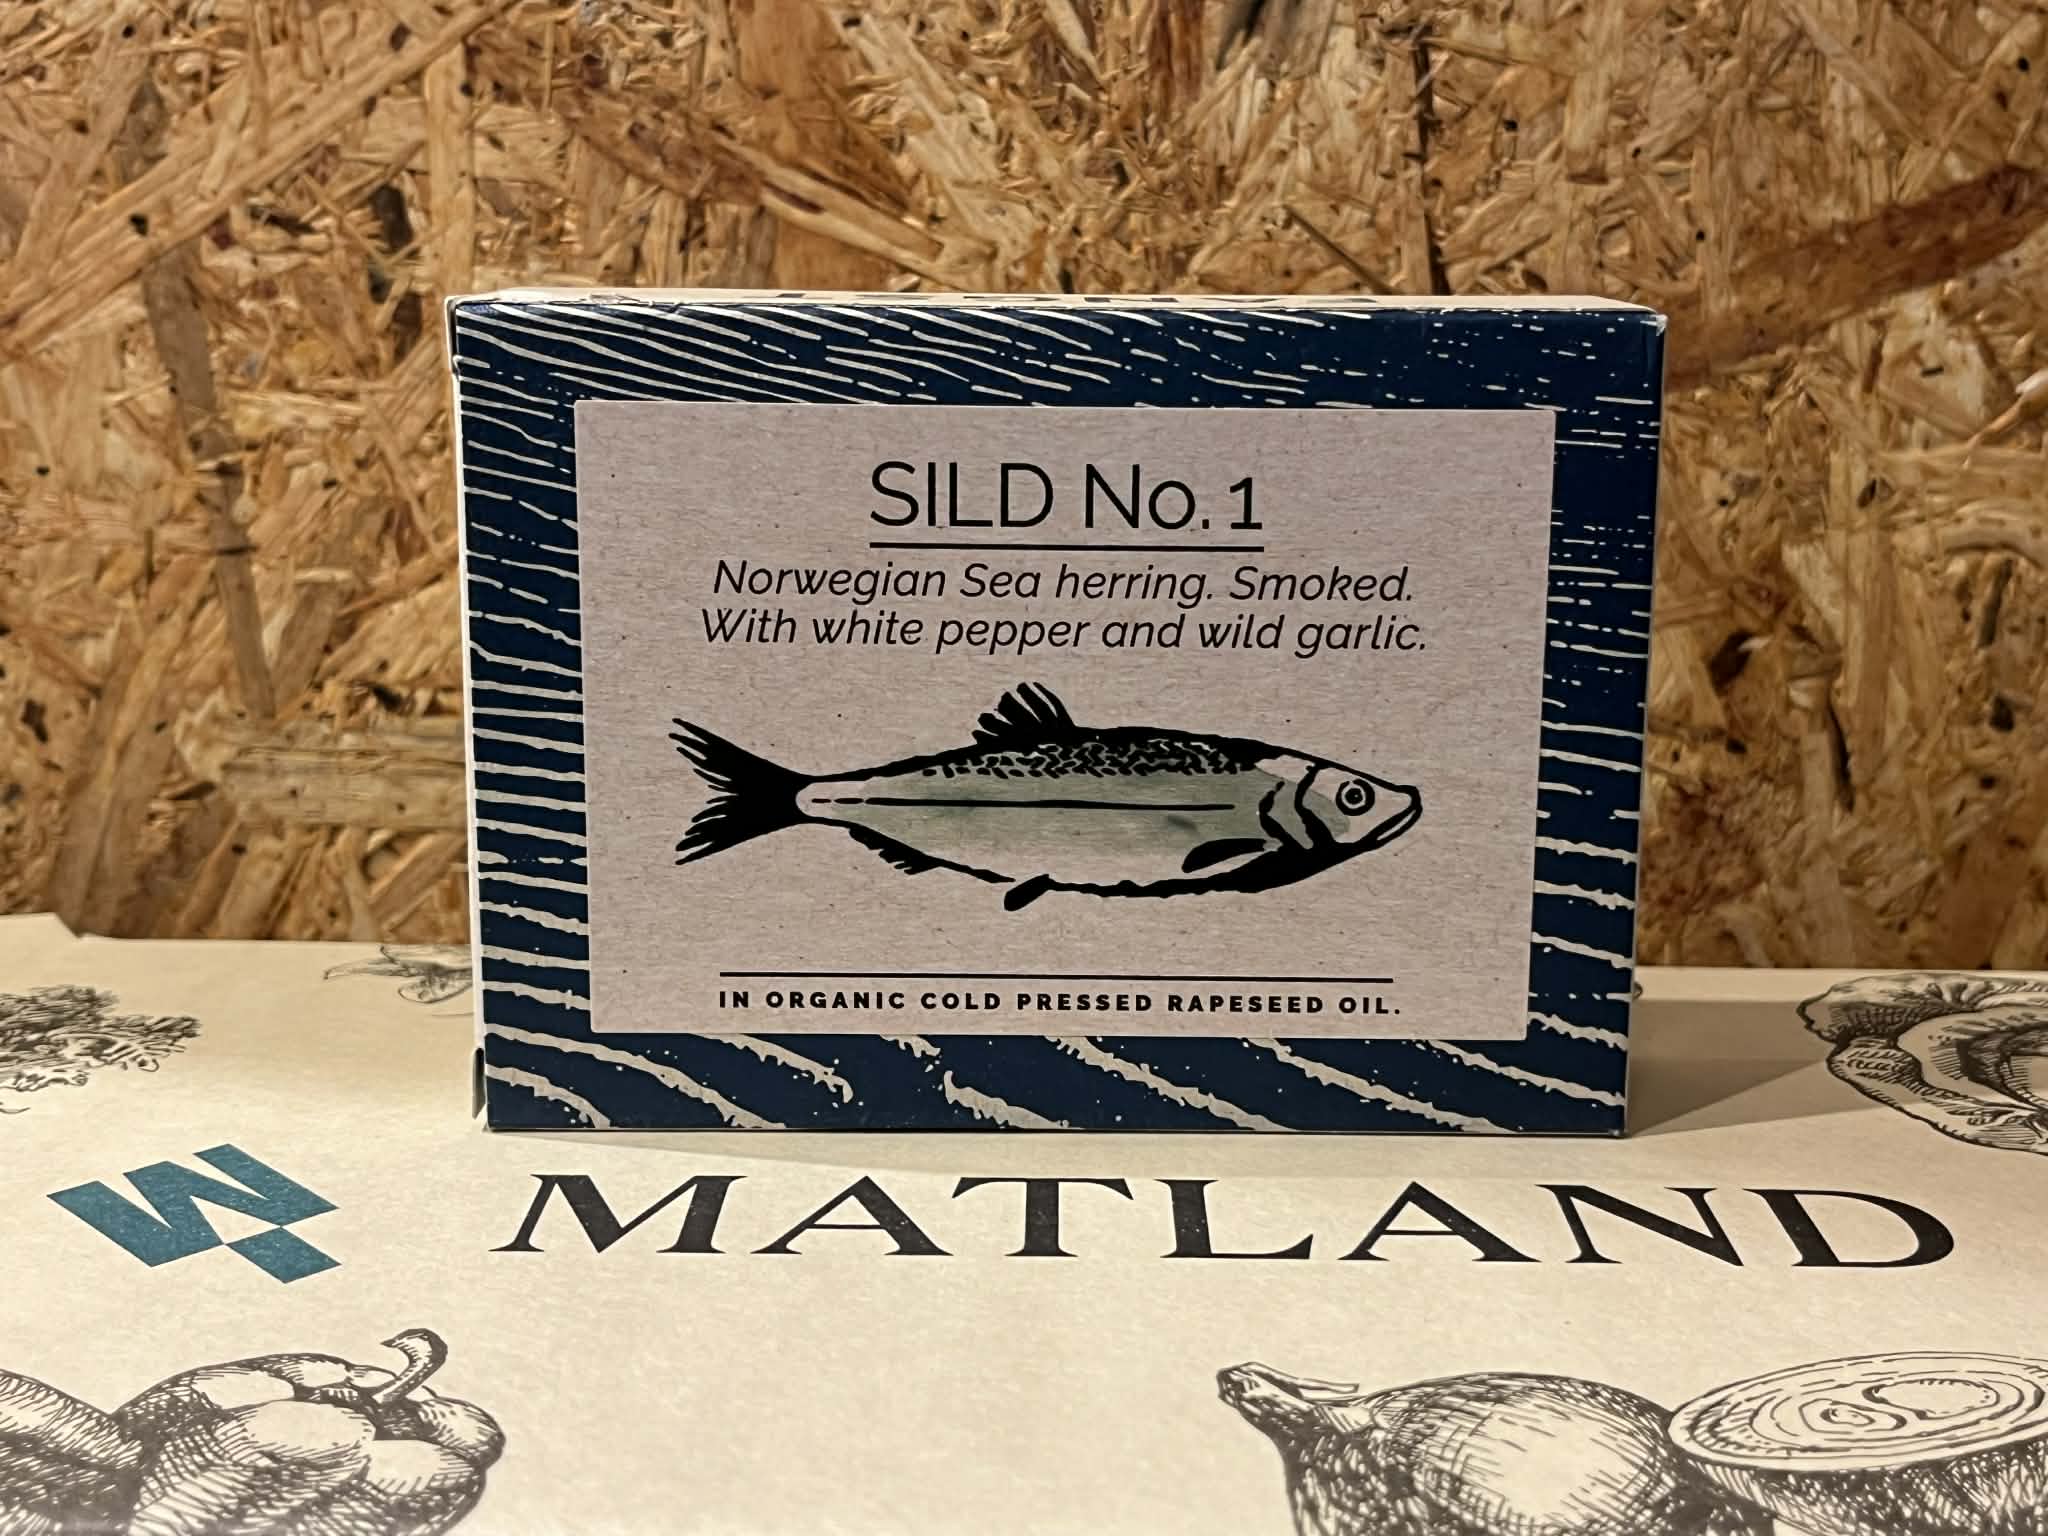 SILD No. 1
Norwegian Sea herring. Smoked.
With white pepper and wild garlic.
IN ORGANIC COLD PRESSED RAPESEED OIL.
MATLAND